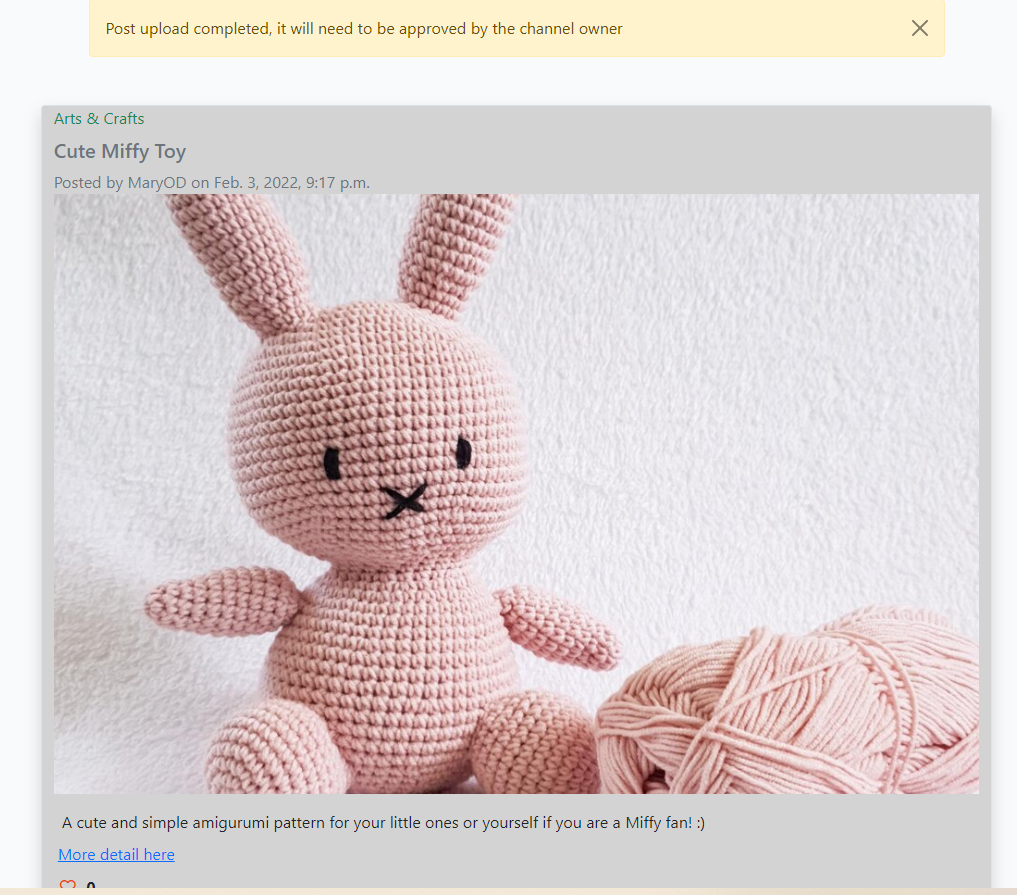 Post upload completed, it will need to be approved by the channel owner
Arts & Crafts
Cute Miffy Toy
Posted by MaryOD on Feb. 3, 2022, 9:17 p.m.
A cute and simple amigurumi pattern for your little ones or yourself if you are a Miffy fan! :)
More detail here
0